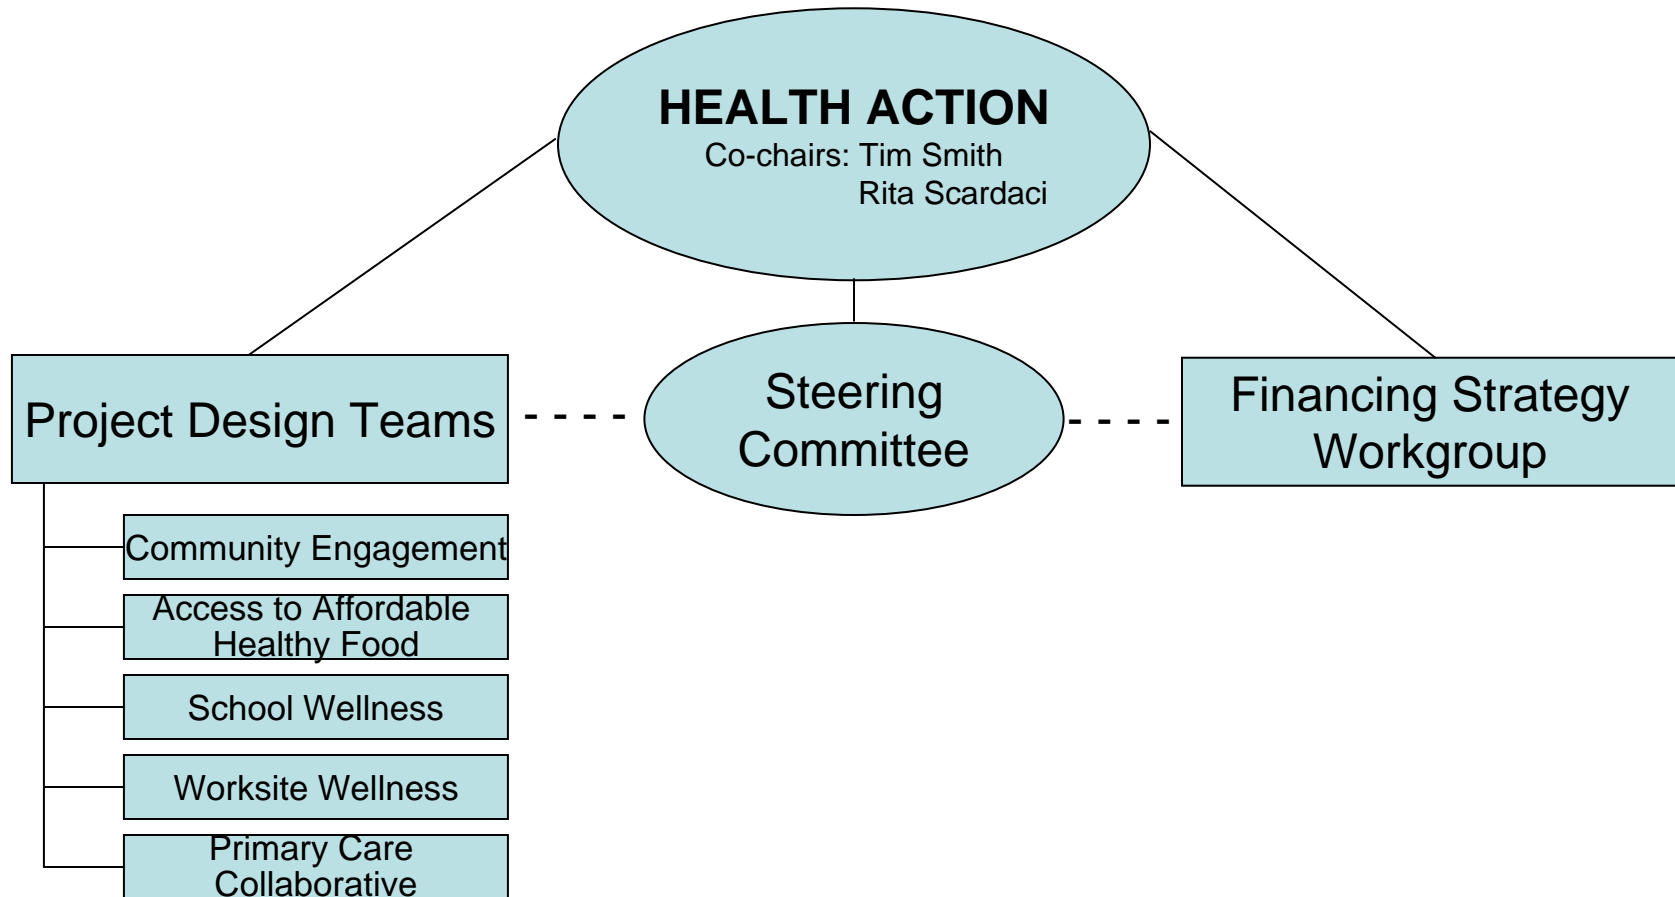 HEALTH ACTION
Co-chairs: Tim Smith
Rita Scardaci
Project Design Teams
Steering
Committee
Financing Strategy
Workgroup
Community Engagement
Access to Affordable
Healthy Food
School Wellness
Worksite Wellness
Primary Care
Collaborative